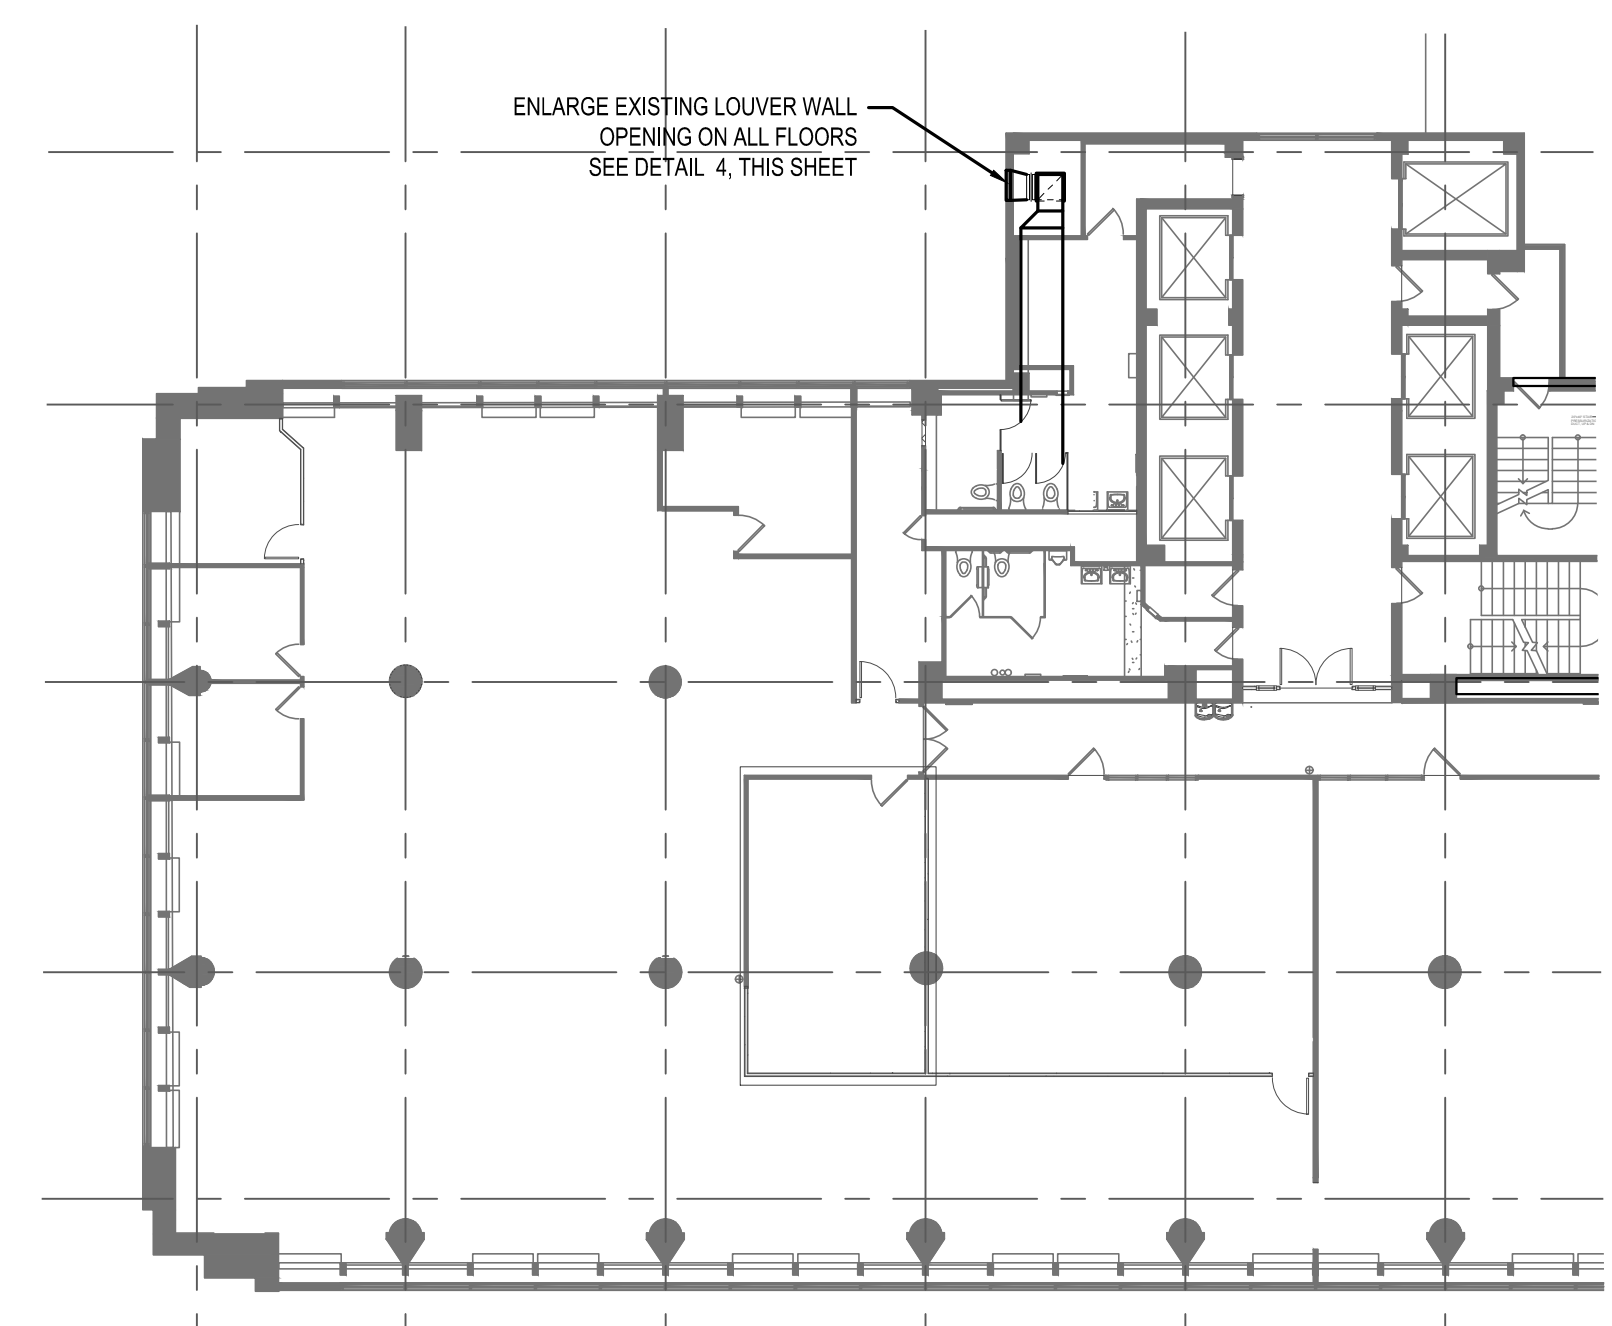 ENLARGE EXISTING LOUVER WALL
OPENING ON ALL FLOORS
SEE DETAIL 4, THIS SHEET